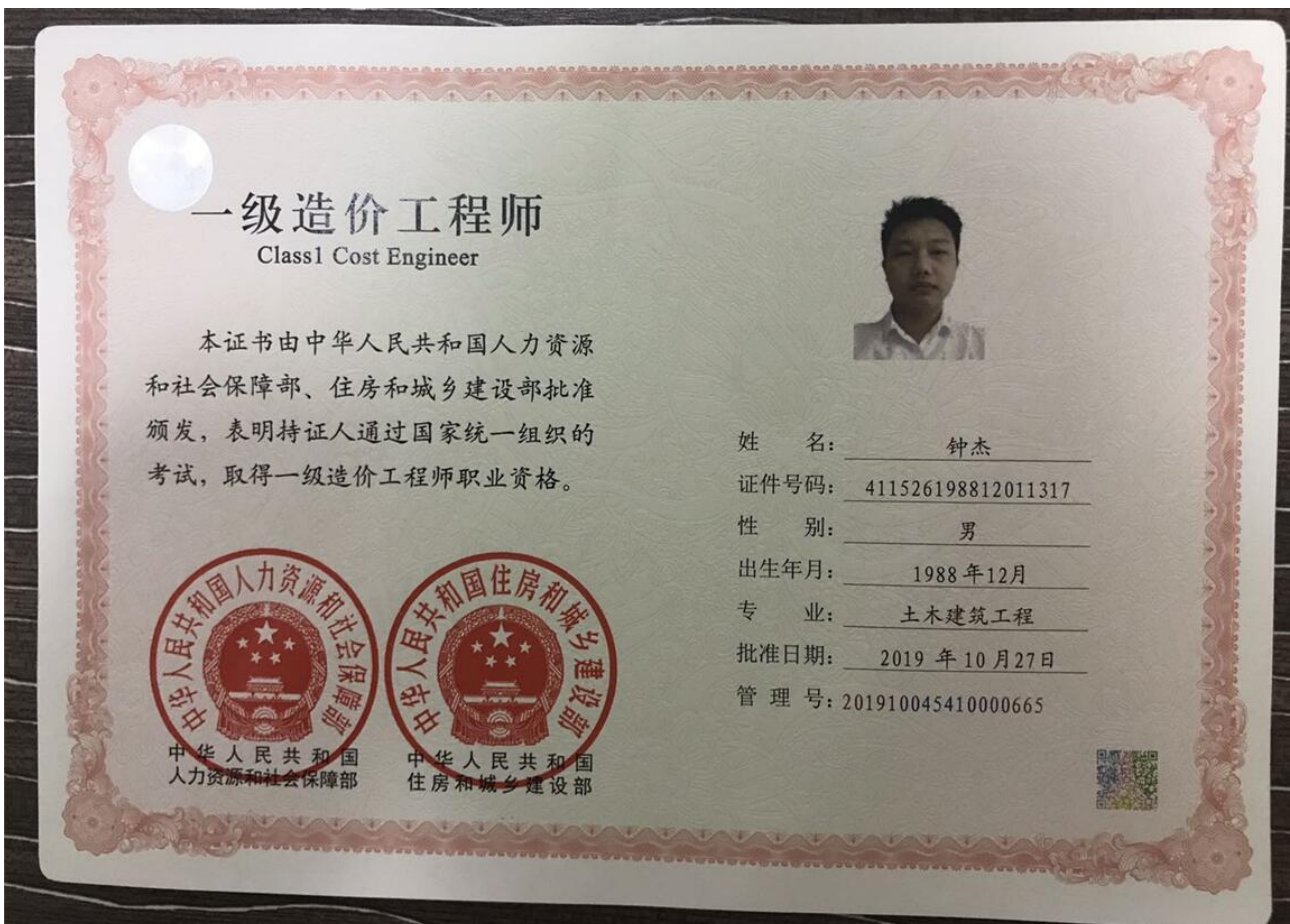 一级造价工程师
Class1 Cost Engineer
本证书由中华人民共和国人力资源
和社会保障部、住房和城乡建设部批准
颁发，表明持证人通过国家统一组织的
考试，取得一级造价工程师职业资格。
中华人民共和国人力资源和社会保障部
中华人民共和国
人力资源和社会保障部
中华人民共和国住房和城乡建设部
中华人民共和国
住房和城乡建设部
姓 名： 钟杰
证件号码： 411526198812011317
性 别： 男
出生年月： 1988年12月
专 业： 土木建筑工程
批准日期： 2019 年 10 月27日
管 理 号：201910045410000665